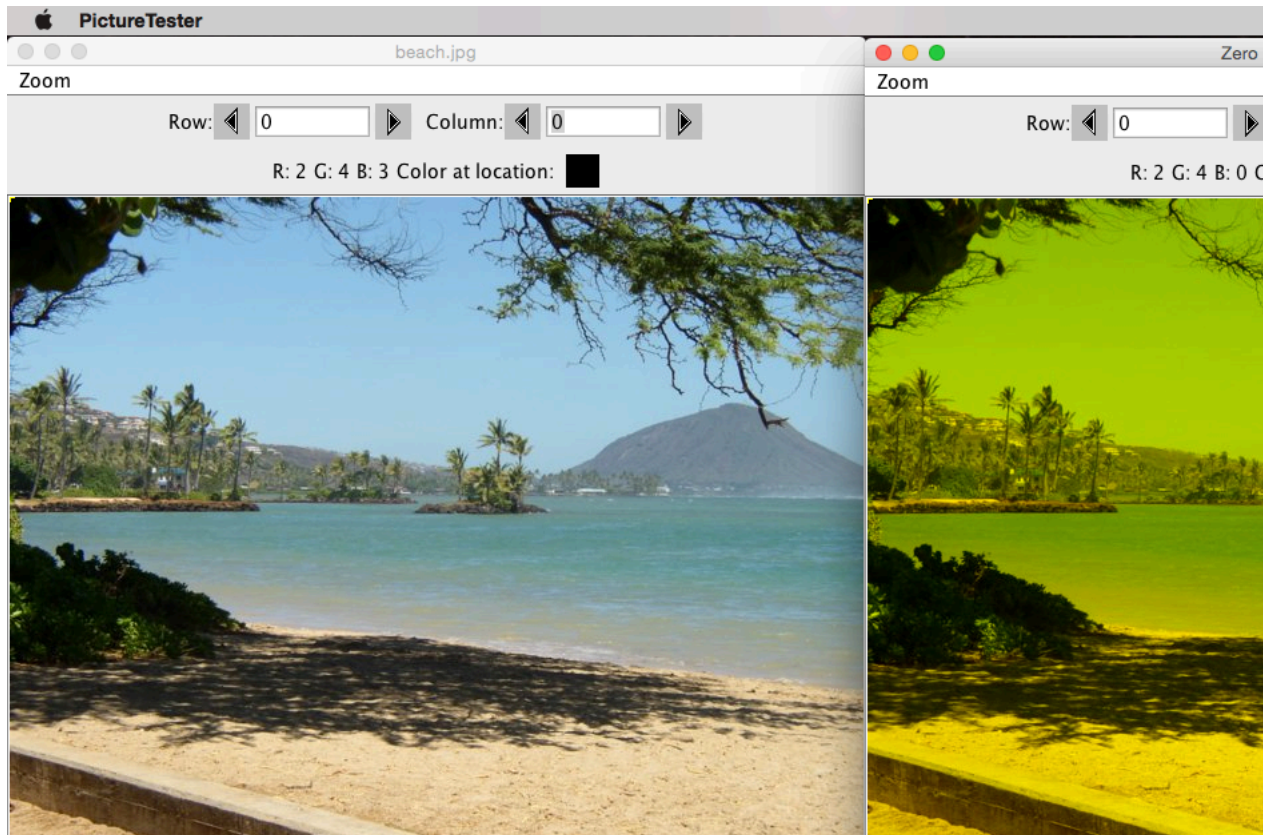 PictureTester
beach.jpg
Zoom
Row: 0 Column: 0
R: 2 G: 4 B: 3 Color at location:
Zero
Zoom
Row: 0
R: 2 G: 4 B: 0 C